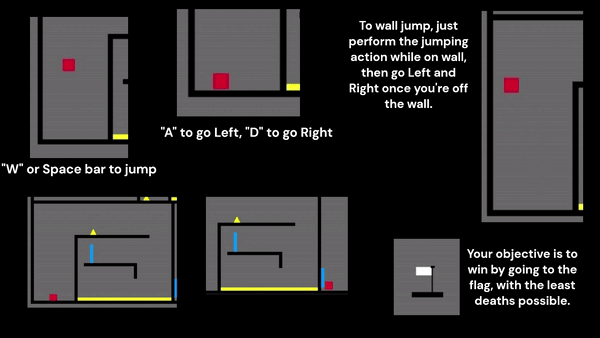 "W" or Space bar to jump
"A" to go Left, "D" to go Right
To wall jump, just
perform the jumping
action while on wall,
then go Left and
Right once you're off
the wall.
Your objective is to
win by going to the
flag, with the least
deaths possible.